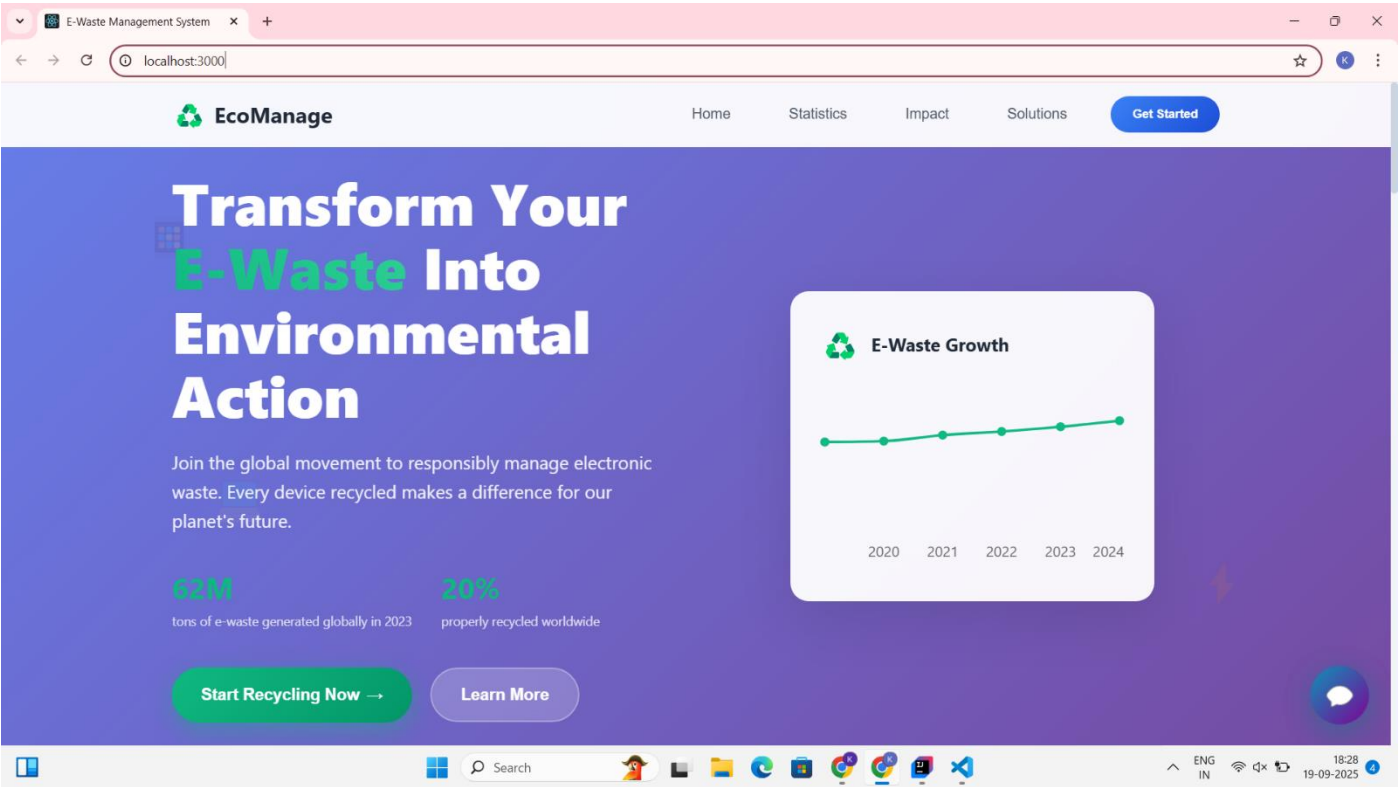 E-Waste Management System
localhost:3000
K
EcoManage
Home Statistics Impact Solutions Get Started
Transform Your
E-Waste Into
Environmental
Action
Join the global movement to responsibly manage electronic
waste. Every device recycled makes a difference for our
planet's future.
62M
tons of e-waste generated globally in 2023
20%
properly recycled worldwide
Start Recycling Now →
Learn More
E-Waste Growth
2020 2021 2022 2023 2024
Search
K
K
IJ
ENG
IN
18:28
19-09-2025
4